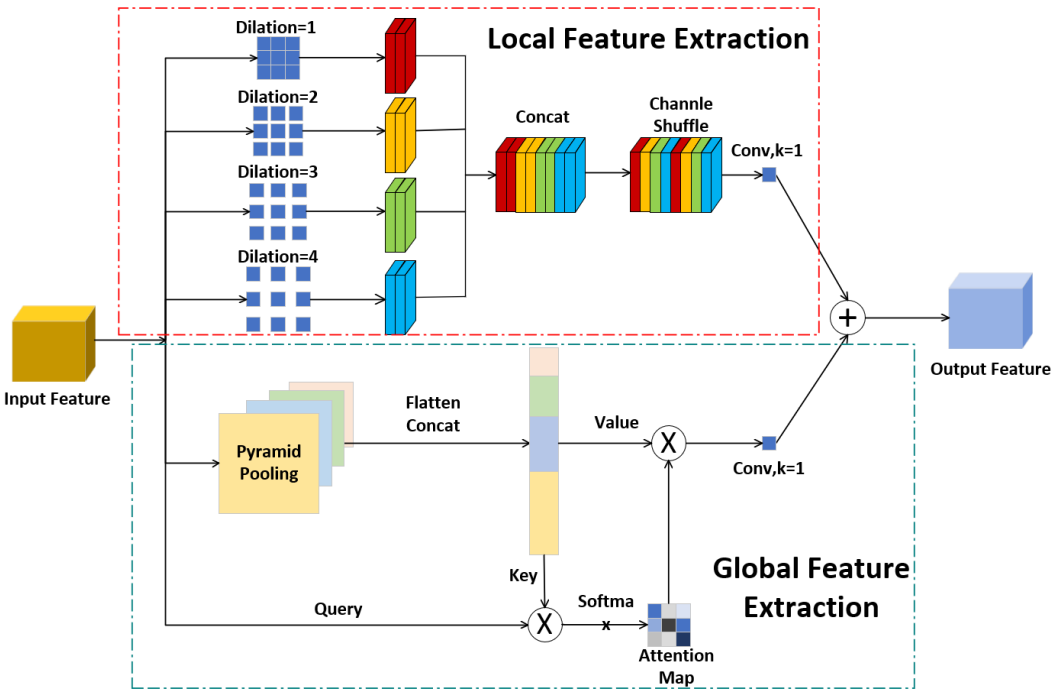 Local Feature Extraction
Dilation=1
Dilation=2
Dilation=3
Dilation=4
Concat
Channle
Shuffle
Conv,k=1
Input Feature
Output Feature
Pyramid
Pooling
Flatten
Concat
Value
X
Conv,k=1
Key
Query
X
Softma
x
Attention
Map
Global Feature
Extraction
+